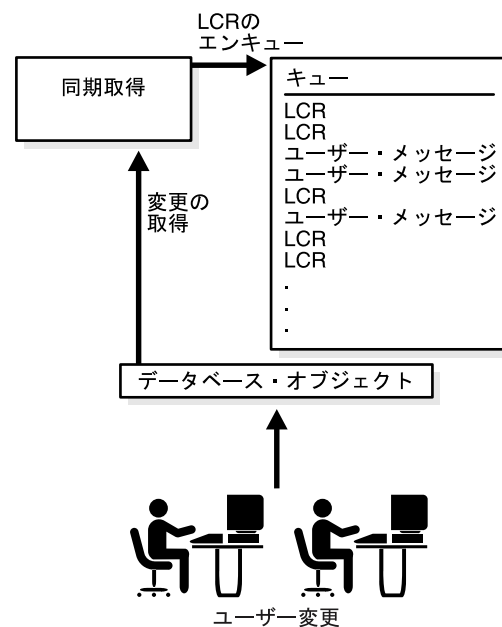 LCRの
エンキュー
同期取得
キュー
LCR
LCR
ユーザー・メッセージ
ユーザー・メッセージ
LCR
ユーザー・メッセージ
LCR
LCR
.
.
.
変更の
取得
データベース・オブジェクト
ユーザー変更